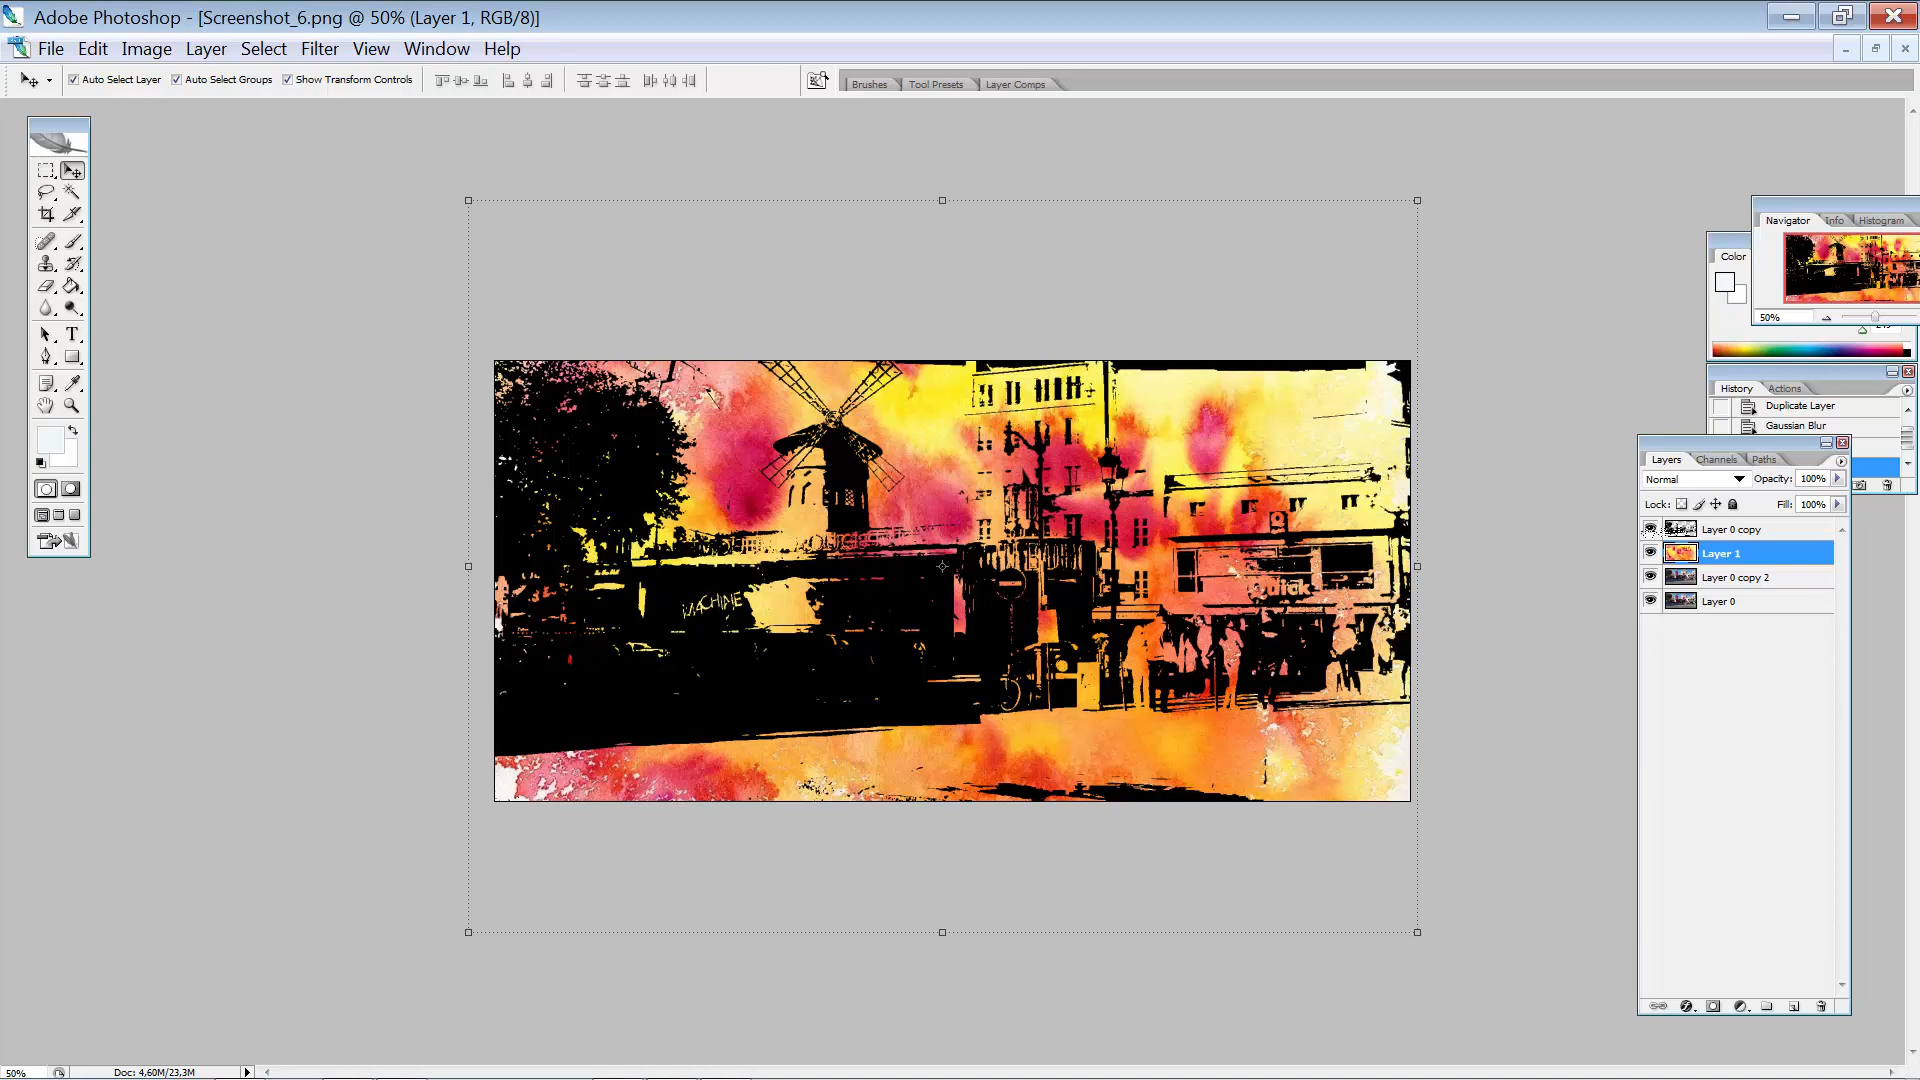 Adobe Photoshop - [Screenshot_6.png @ 50% (Layer 1, RGB/8)]
File Edit Image Layer Select Filter View Window Help
Auto Select Layer Auto Select Groups Show Transform Controls
Brushes Tool Presets Layer Comps
Navigator Info Histogram
Color
50%
History Actions
Duplicate Layer
Gaussian Blur
Layers Channels Paths
Normal Opacity: 100%
Lock: Fill: 100%
Layer 0 copy
Layer 1
Layer 0 copy 2
Layer 0
MACHINE
Quick
50% Doc: 4,60M/23,3M